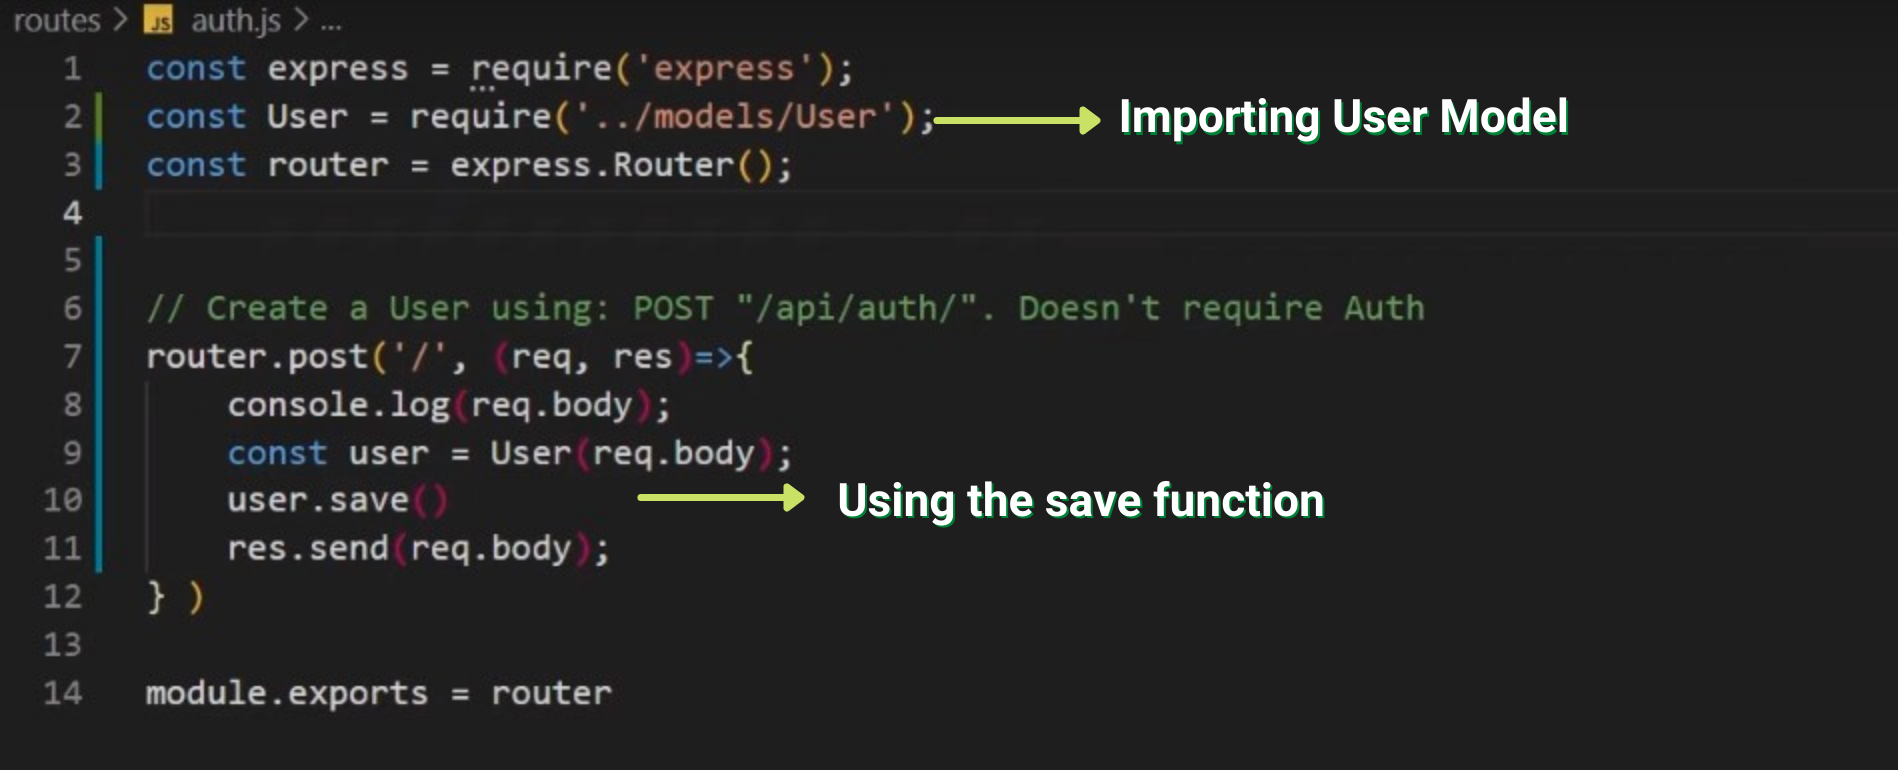 routes > JS auth.js > ...
1 const express = require('express');
2 const User = require('../models/User'); Importing User Model
3 const router = express.Router();
4
5
6 // Create a User using: POST "/api/auth/". Doesn't require Auth
7 router.post('/', (req, res)=>{
8 console.log(req.body);
9 const user = User(req.body);
10 user.save() Using the save function
11 res.send(req.body);
12 } )
13
14 module.exports = router